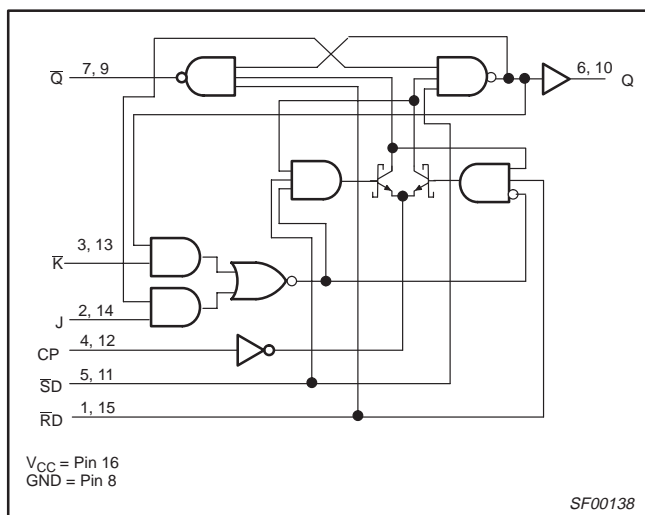 Q̅ 7, 9
6, 10 Q
K̅ 3, 13
J 2, 14
CP 4, 12
S̅D 5, 11
R̅D 1, 15
VCC = Pin 16
GND = Pin 8
SF00138